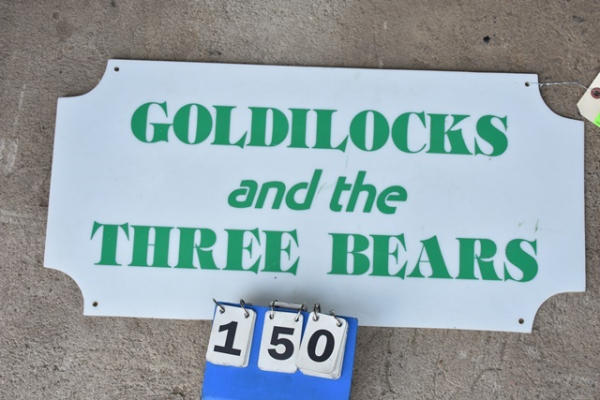 GOLDILOCKS
and the
THREE BEARS
150